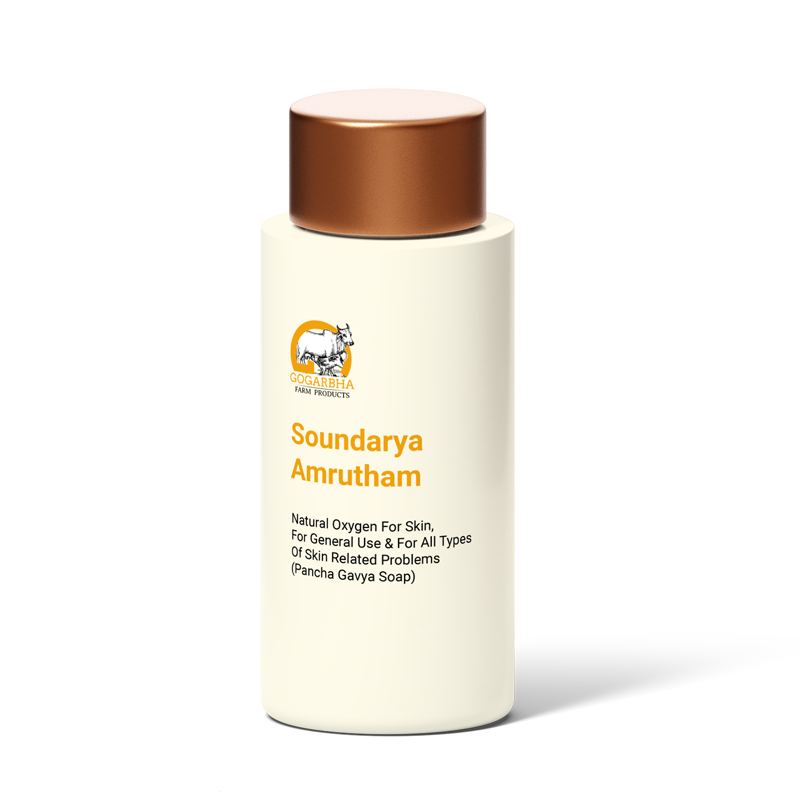 GOGARBHA
FARM PRODUCTS
Soundarya
Amrutham
Natural Oxygen For Skin,
For General Use & For All Types
Of Skin Related Problems
(Pancha Gavya Soap)